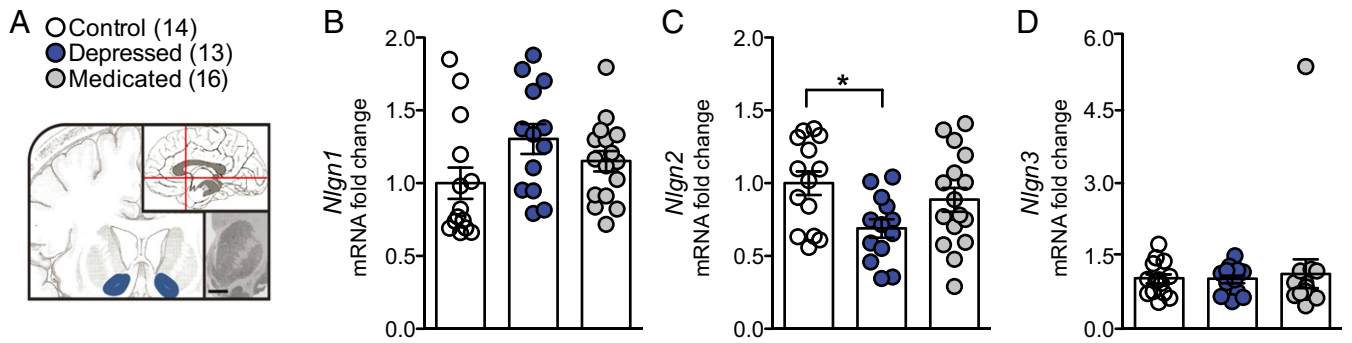 A
Control (14)
Depressed (13)
Medicated (16)
B
Nlgn1
mRNA fold change
2.0
1.5
1.0
0.5
0.0
C
Nlgn2
mRNA fold change
2.0
1.5
1.0
0.5
0.0
*
D
Nlgn3
mRNA fold change
6.0
4.5
3.0
1.5
0.0